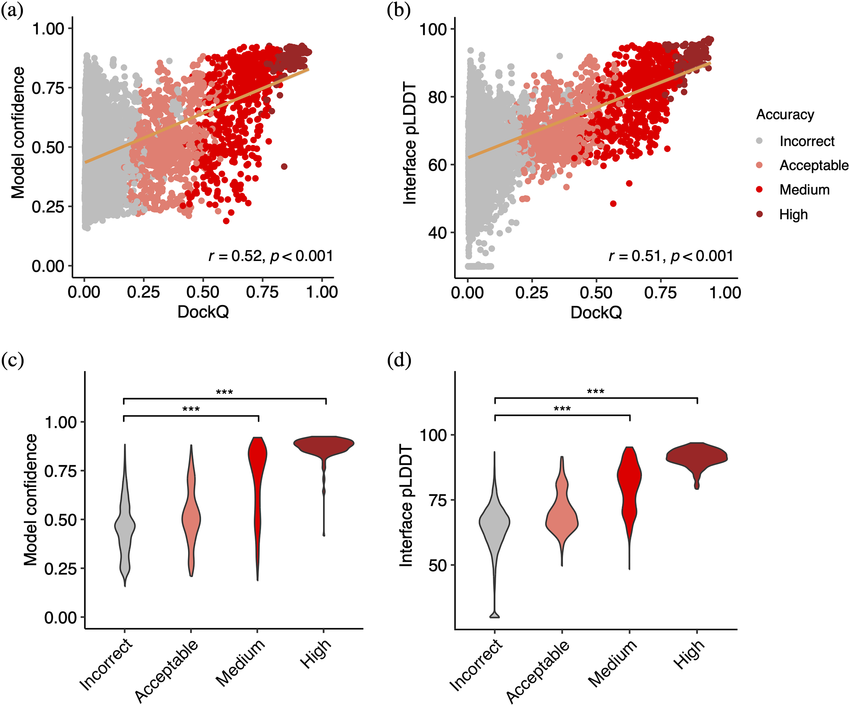 (a)
1.00
0.75
0.50
0.25
0.00
Model confidence
r = 0.52, p < 0.001
0.00 0.25 0.50 0.75 1.00
DockQ
(b)
100
80
60
40
Interface pLDDT
r = 0.51, p < 0.001
0.00 0.25 0.50 0.75 1.00
DockQ
Accuracy
Incorrect
Acceptable
Medium
High
(c)
1.00
0.75
0.50
0.25
0.00
Model confidence
***
***
Incorrect Acceptable Medium High
(d)
100
75
50
Interface pLDDT
***
***
Incorrect Acceptable Medium High